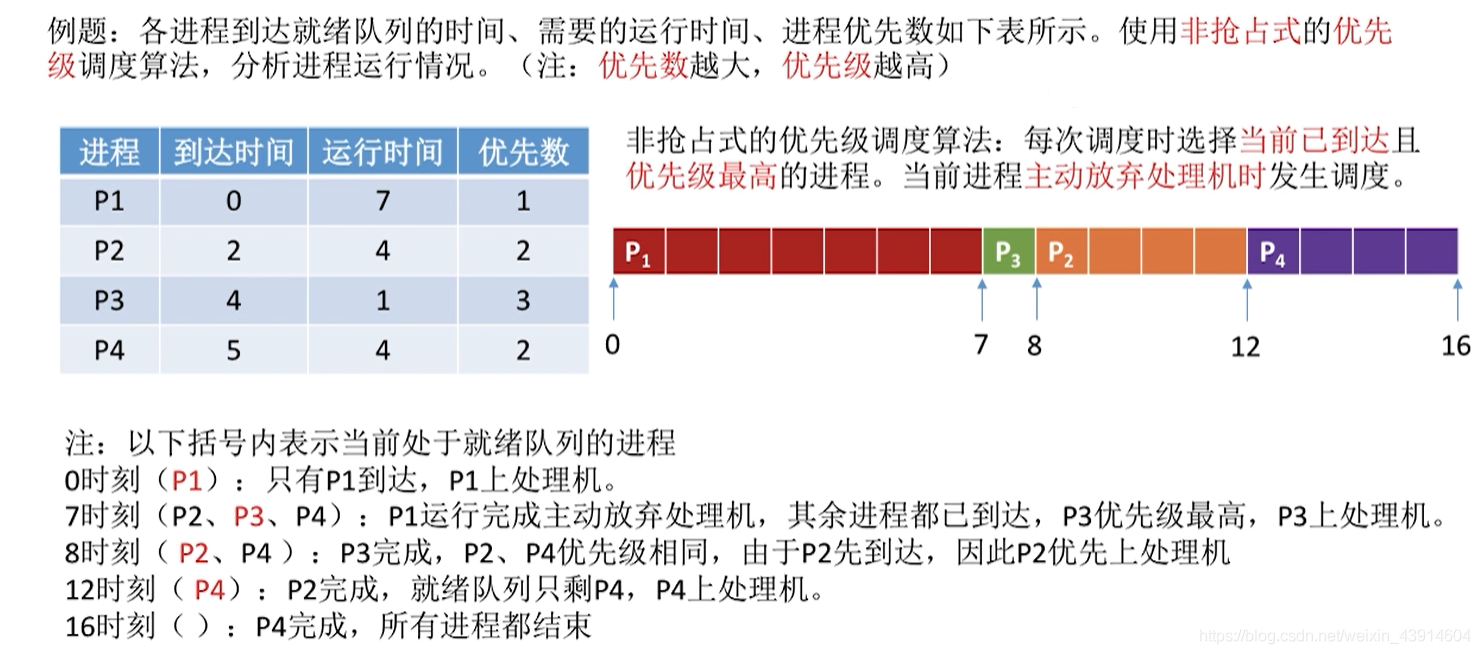 例题：各进程到达就绪队列的时间、需要的运行时间、进程优先数如下表所示。使用非抢占式的优先
级调度算法，分析进程运行情况。（注：优先数越大，优先级越高）
进程 到达时间 运行时间 优先数
P1 0 7 1
P2 2 4 2
P3 4 1 3
P4 5 4 2
非抢占式的优先级调度算法：每次调度时选择当前已到达且
优先级最高的进程。当前进程主动放弃处理机时发生调度。
P1 P3 P2 P4
0 7 8 12 16
注：以下括号内表示当前处于就绪队列的进程
0时刻（P1）：只有P1到达，P1上处理机。
7时刻（P2、P3、P4）：P1运行完成主动放弃处理机，其余进程都已到达，P3优先级最高，P3上处理机。
8时刻（ P2、P4 ）：P3完成，P2、P4优先级相同，由于P2先到达，因此P2优先上处理机
12时刻（ P4）：P2完成，就绪队列只剩P4，P4上处理机。
16时刻（ ）：P4完成，所有进程都结束
https://blog.csdn.net/weixin_43914604